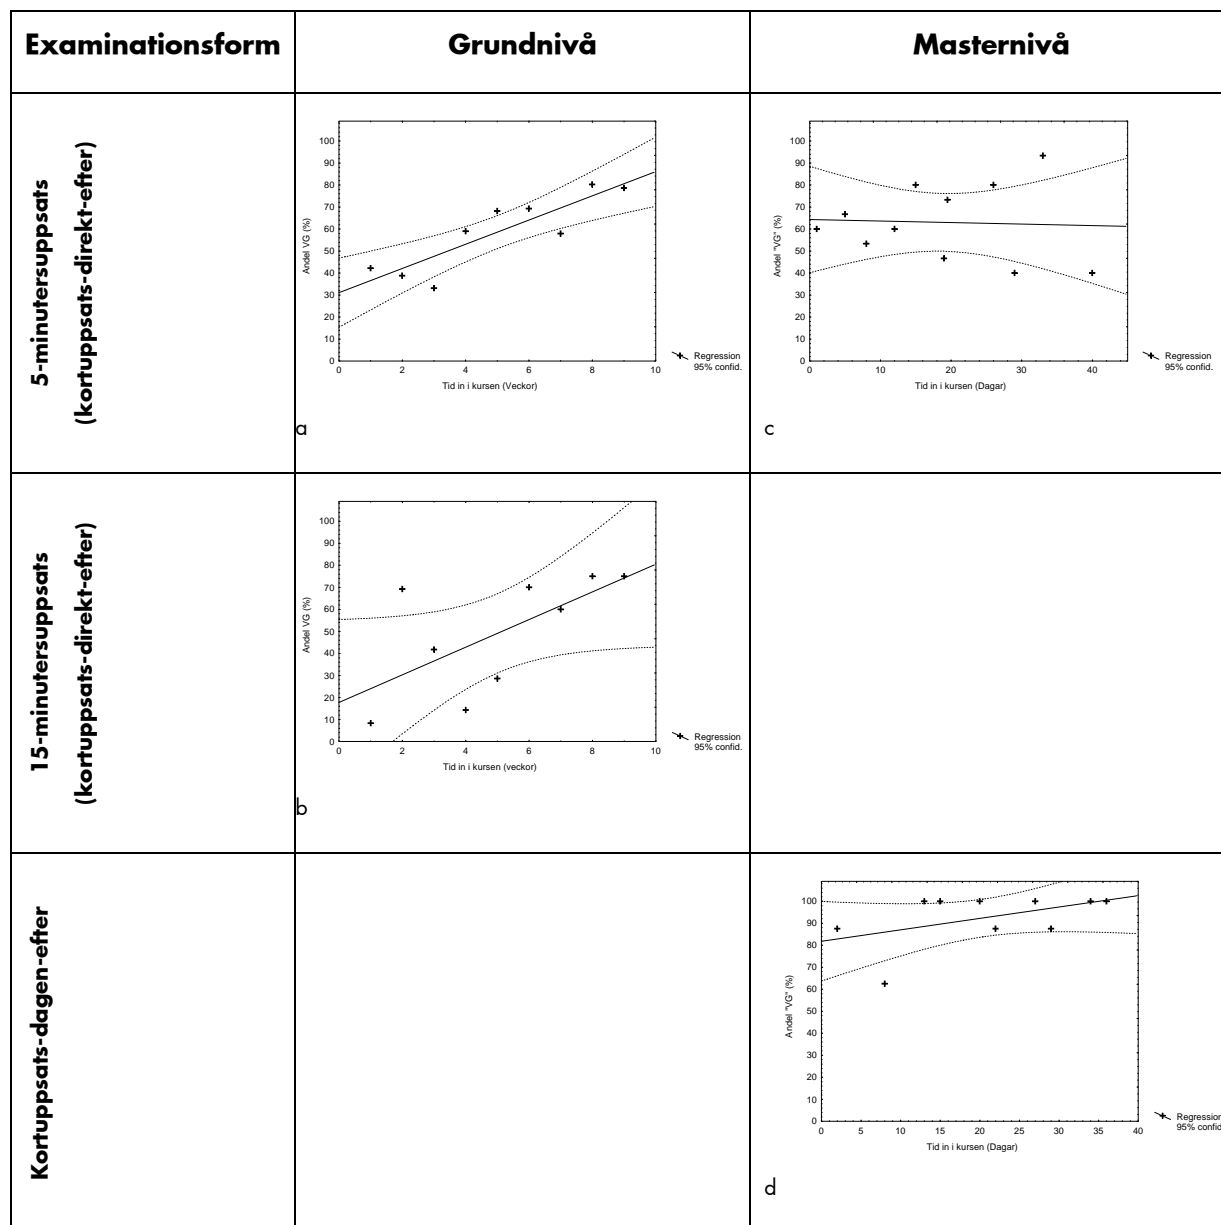 Examinationsform
Grundnivå
Masternivå
5-minutersuppsats
(kortuppsats-direkt-efter)
Andel VG (%)
100
90
80
70
60
50
40
30
20
10
0
0 2 4 6 8 10
Tid in i kursen (Veckor)
Regression
95% confid.
a
Andel "VG" (%)
100
90
80
70
60
50
40
30
20
10
0
0 10 20 30 40
Tid in i kursen (Dagar)
Regression
95% confid.
c
15-minutersuppsats
(kortuppsats-direkt-efter)
Andel VG (%)
100
90
80
70
60
50
40
30
20
10
0
0 2 4 6 8 10
Tid in i kursen (veckor)
Regression
95% confid.
b
Kortuppsats-dagen-efter
Andel "VG" (%)
100
90
80
70
60
50
40
30
20
10
0
0 5 10 15 20 25 30 35 40
Tid in i kursen (Dagar)
Regression
95% confid
d